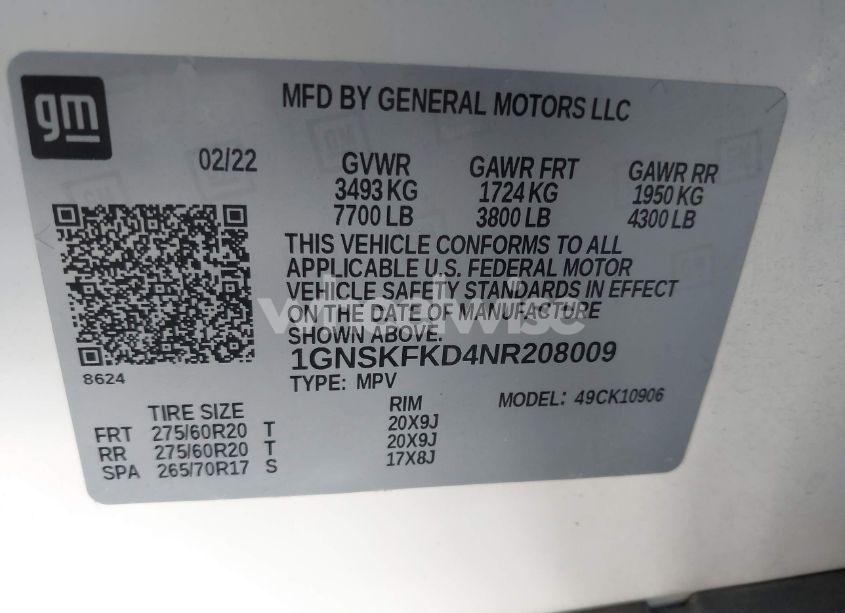 gm
MFD BY GENERAL MOTORS LLC
02/22 GVWR GAWR FRT GAWR RR
3493 KG 1724 KG 1950 KG
7700 LB 3800 LB 4300 LB
THIS VEHICLE CONFORMS TO ALL
APPLICABLE U.S. FEDERAL MOTOR
VEHICLE SAFETY STANDARDS IN EFFECT
ON THE DATE OF MANUFACTURE
SHOWN ABOVE.
1GNSKFKD4NR208009
8624
TYPE: MPV MODEL: 49CK10906
TIRE SIZE RIM
FRT 275/60R20 T 20X9J
RR 275/60R20 T 20X9J
SPA 265/70R17 S 17X8J